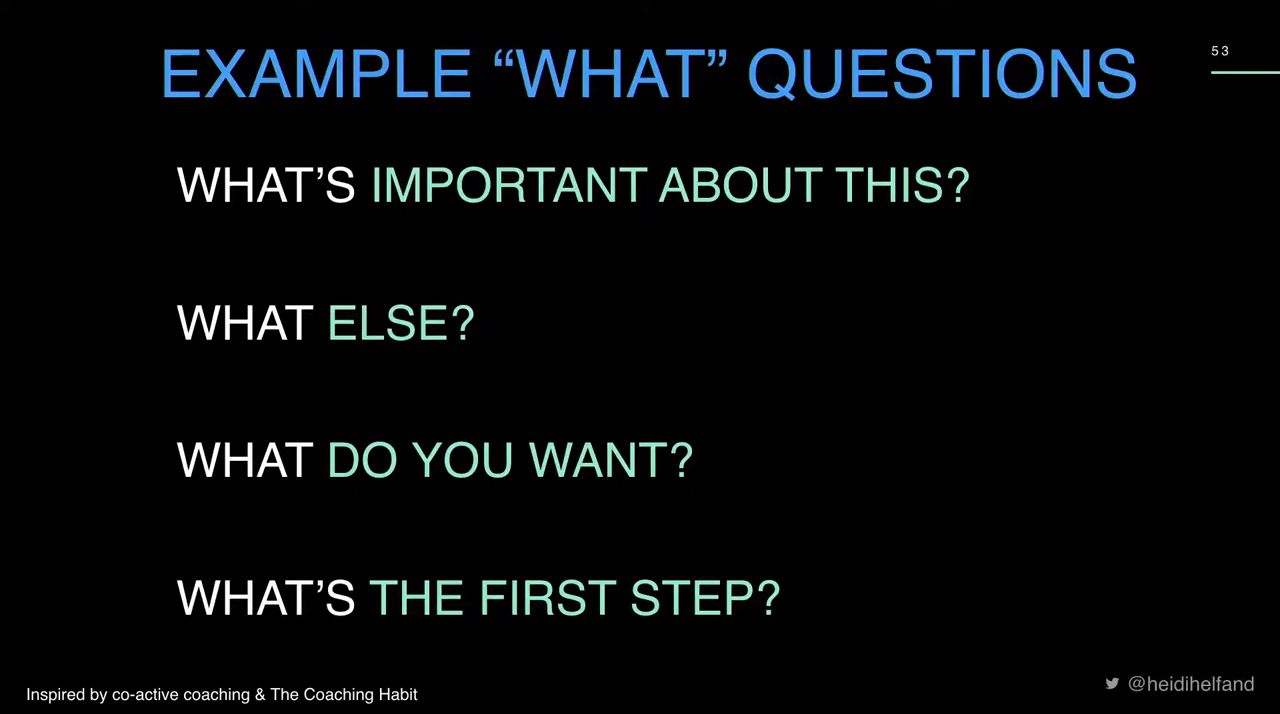 EXAMPLE “WHAT” QUESTIONS
53
WHAT’S IMPORTANT ABOUT THIS?
WHAT ELSE?
WHAT DO YOU WANT?
WHAT’S THE FIRST STEP?
Inspired by co-active coaching & The Coaching Habit
@heidihelfand